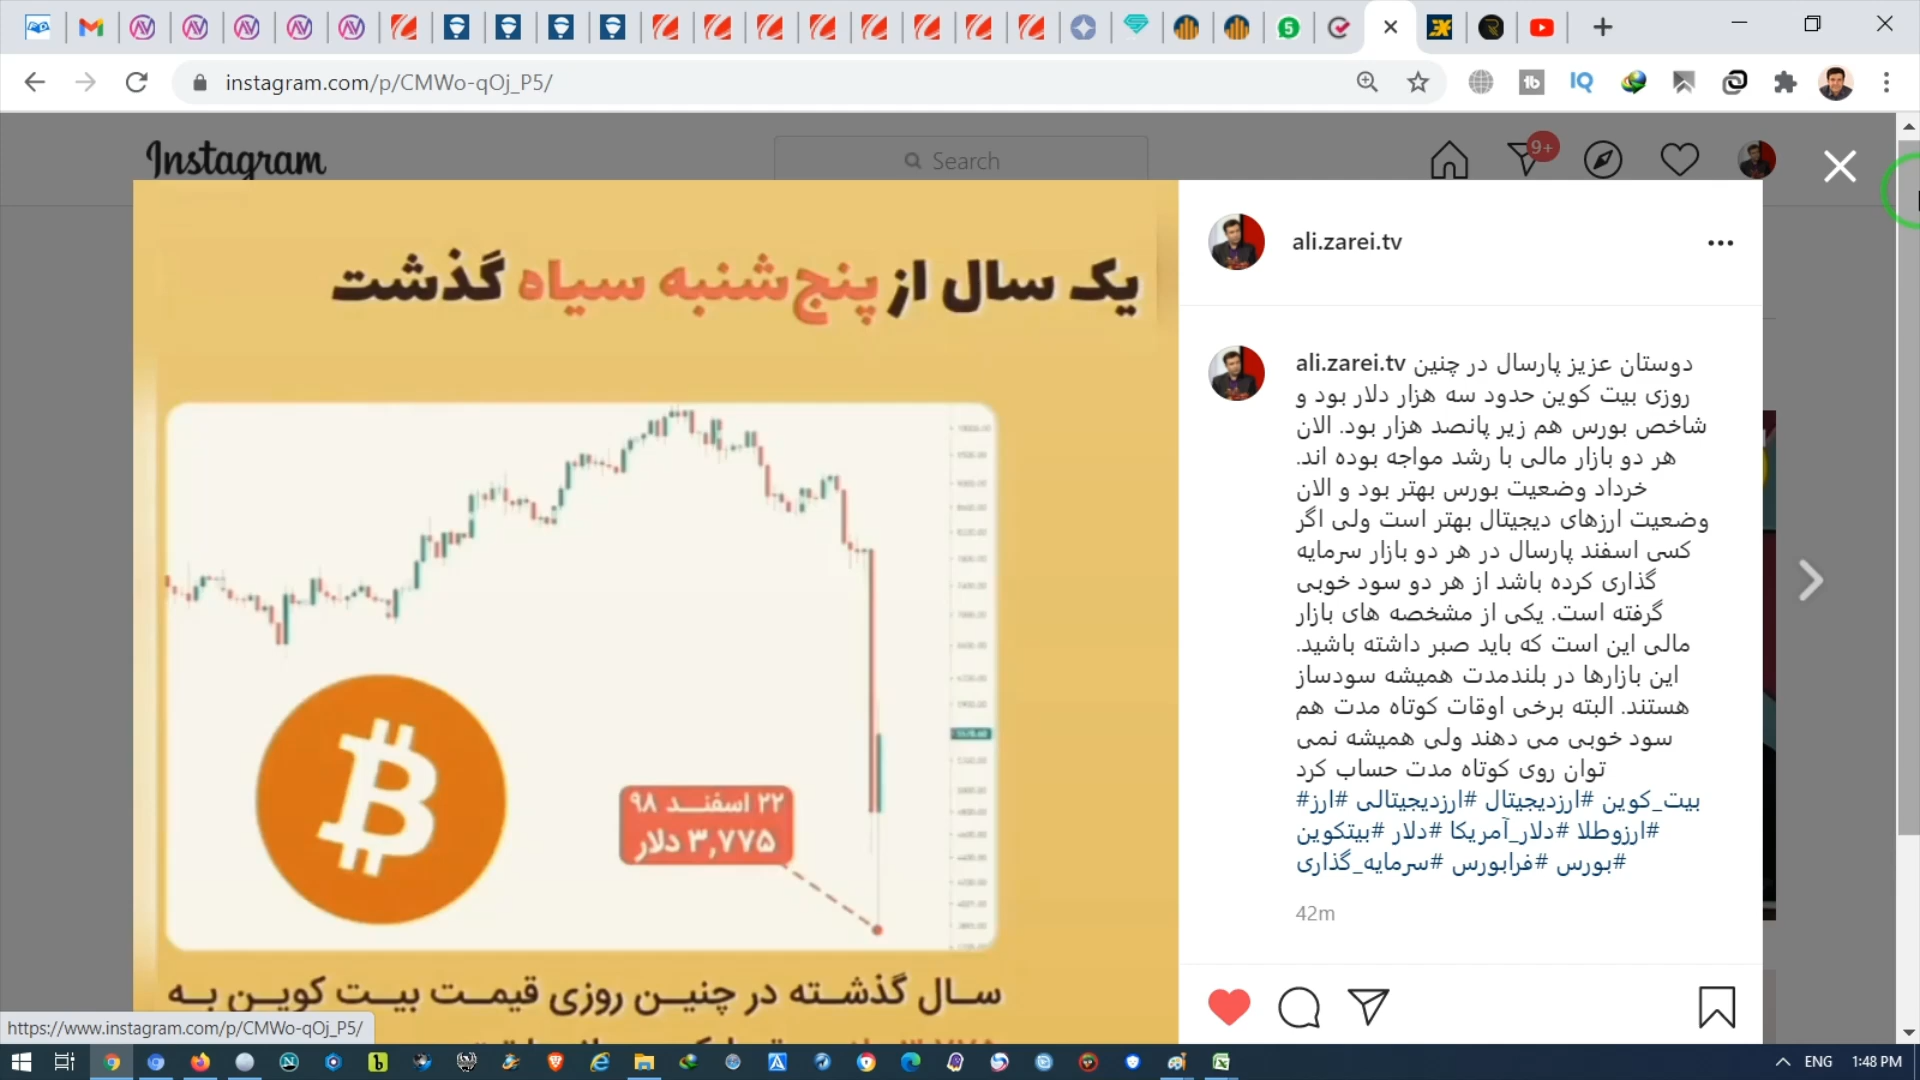 instagram.com/p/CMWo-qOj_P5/
Instagram
Search
9+
یک سال از پنج‌شنبه سیاه گذشت
۲۲ اسفند ۹۸
۳,۷۷۵ دلار
سال گذشته در چنین روزی قیمت بیت کوین به
ali.zarei.tv
ali.zarei.tv دوستان عزیز پارسال در چنین
روزی بیت کوین حدود سه هزار دلار بود و
شاخص بورس هم زیر پانصد هزار بود. الان
هر دو بازار مالی با رشد مواجه بوده اند.
خرداد وضعیت بورس بهتر بود و الان
وضعیت ارزهای دیجیتال بهتر است ولی اگر
کسی اسفند پارسال در هر دو بازار سرمایه
گذاری کرده باشد از هر دو سود خوبی
گرفته است. یکی از مشخصه های بازار
مالی این است که باید صبر داشته باشید.
این بازارها در بلندمدت همیشه سودساز
هستند. البته برخی اوقات کوتاه مدت هم
سود خوبی می دهند ولی همیشه نمی
توان روی کوتاه مدت حساب کرد
#بیت_کوین #ارزدیجیتال #ارزدیجیتالی #ارز
#ارزوطلا #دلار_آمریکا #دلار #بیتکوین
#بورس #فرابورس #سرمایه_گذاری
42m
https://www.instagram.com/p/CMWo-qOj_P5/
ENG
1:48 PM